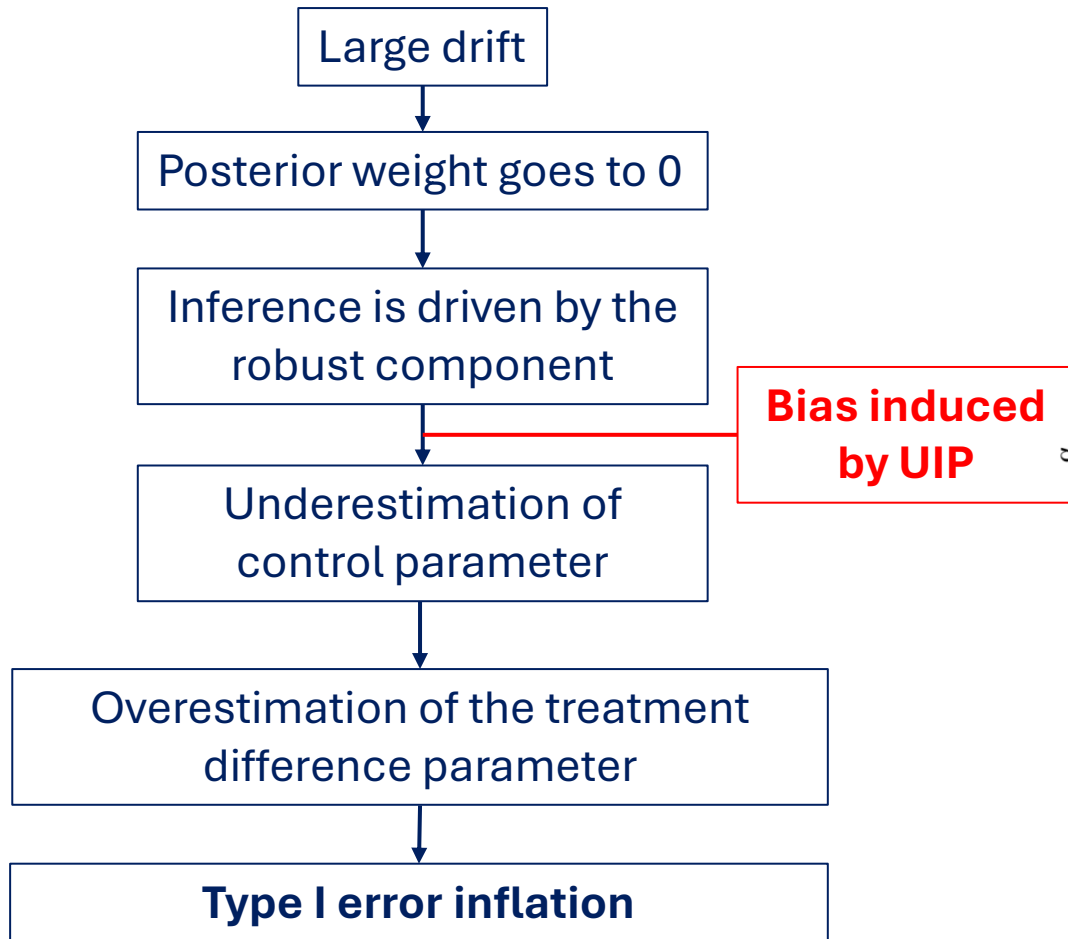 Large drift
Posterior weight goes to 0
Inference is driven by the
robust component
Bias induced
by UIP
Underestimation of
control parameter
Overestimation of the treatment
difference parameter
Type I error inflation